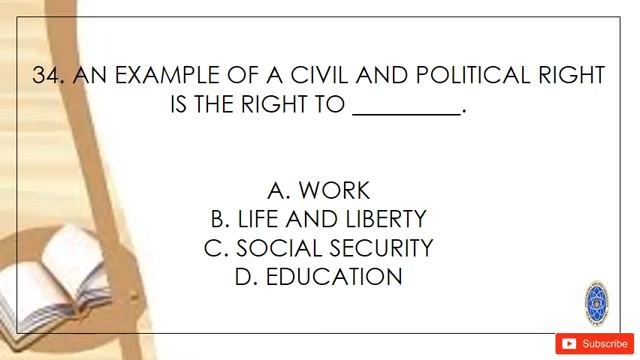 34. AN EXAMPLE OF A CIVIL AND POLITICAL RIGHT
IS THE RIGHT TO _________.
A. WORK
B. LIFE AND LIBERTY
C. SOCIAL SECURITY
D. EDUCATION
Subscribe